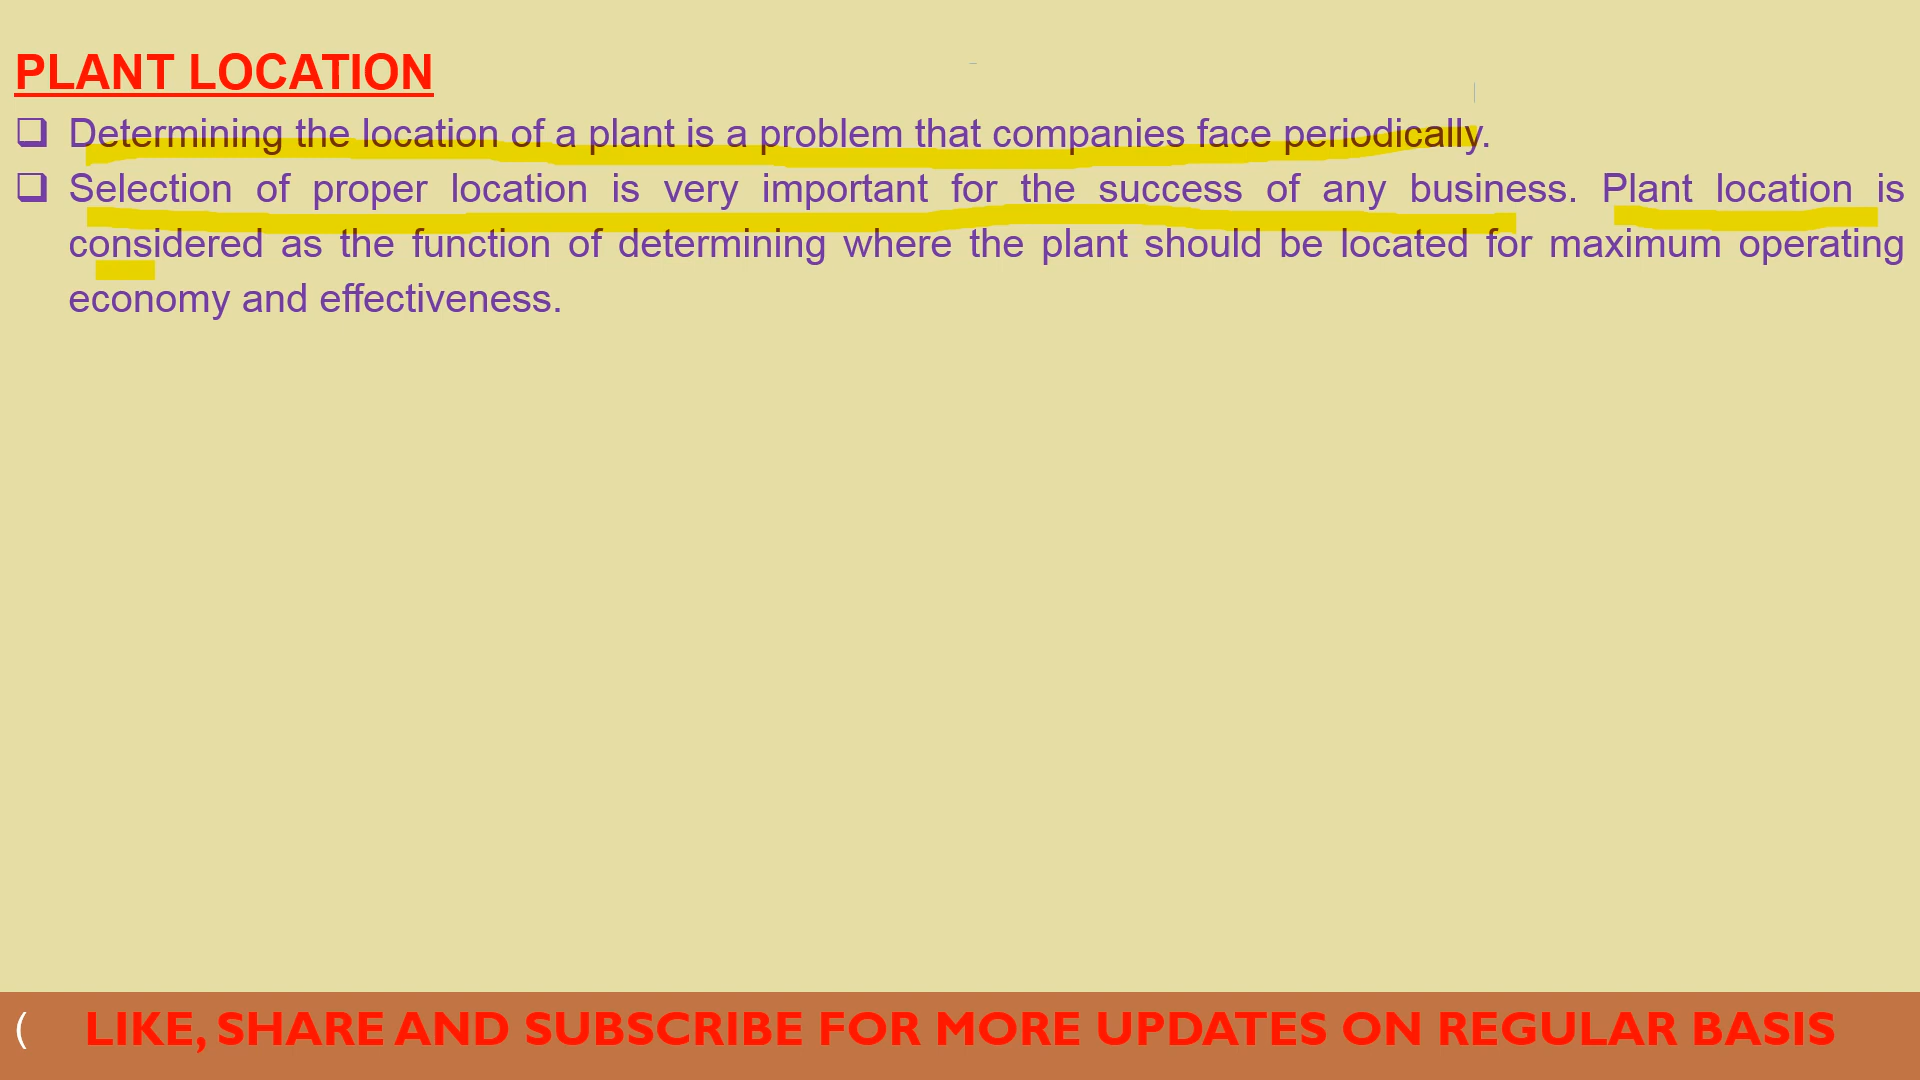 PLANT LOCATION
❑ Determining the location of a plant is a problem that companies face periodically.
❑ Selection of proper location is very important for the success of any business. Plant location is
considered as the function of determining where the plant should be located for maximum operating
economy and effectiveness.
( LIKE, SHARE AND SUBSCRIBE FOR MORE UPDATES ON REGULAR BASIS